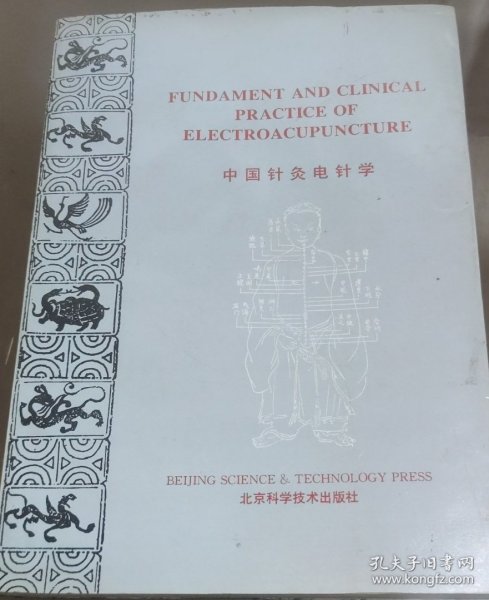 FUNDAMENT AND CLINICAL
PRACTICE OF
ELECTROACUPUNCTURE
中国针灸电针学
BEIJING SCIENCE & TECHNOLOGY PRESS
北京科学技术出版社
孔夫子旧书网
www.kongfz.com